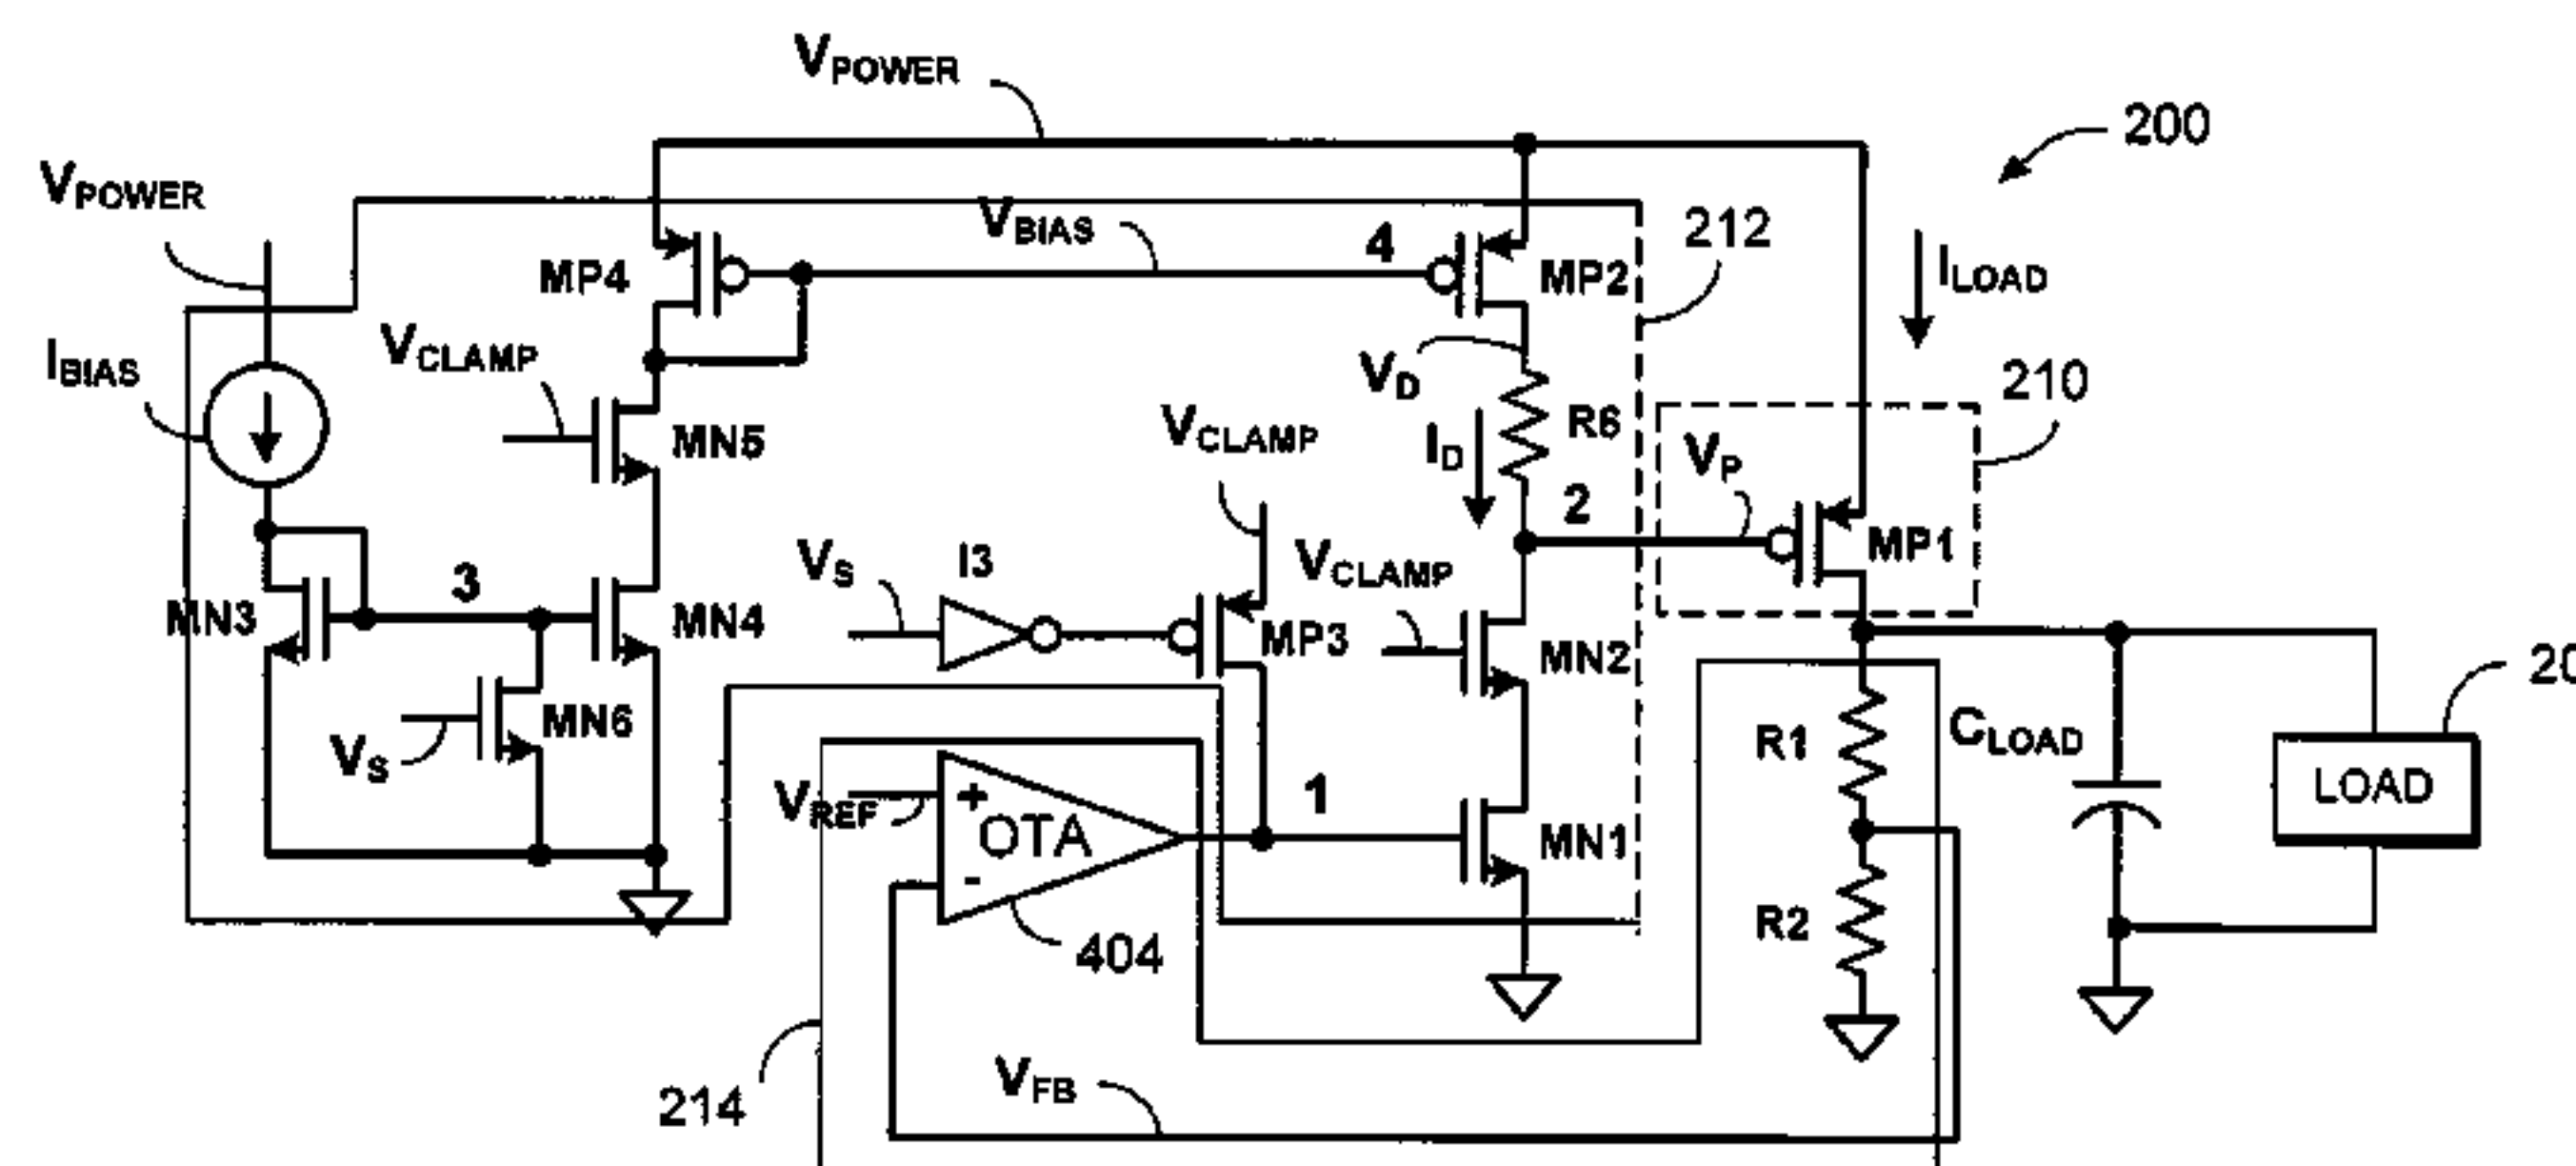 VPOWER
200
VPOWER
VBIAS
4
212
MP4
MP2
ILOAD
IBIAS
VCLAMP
VD
210
MN5
VCLAMP
ID
R6
VP
2
VS
I3
VCLAMP
MP1
3
MN3
MN4
MP3
MN2
VS
MN6
R1
CLOAD
LOAD
VREF
+
OTA
-
1
MN1
404
R2
214
VFB